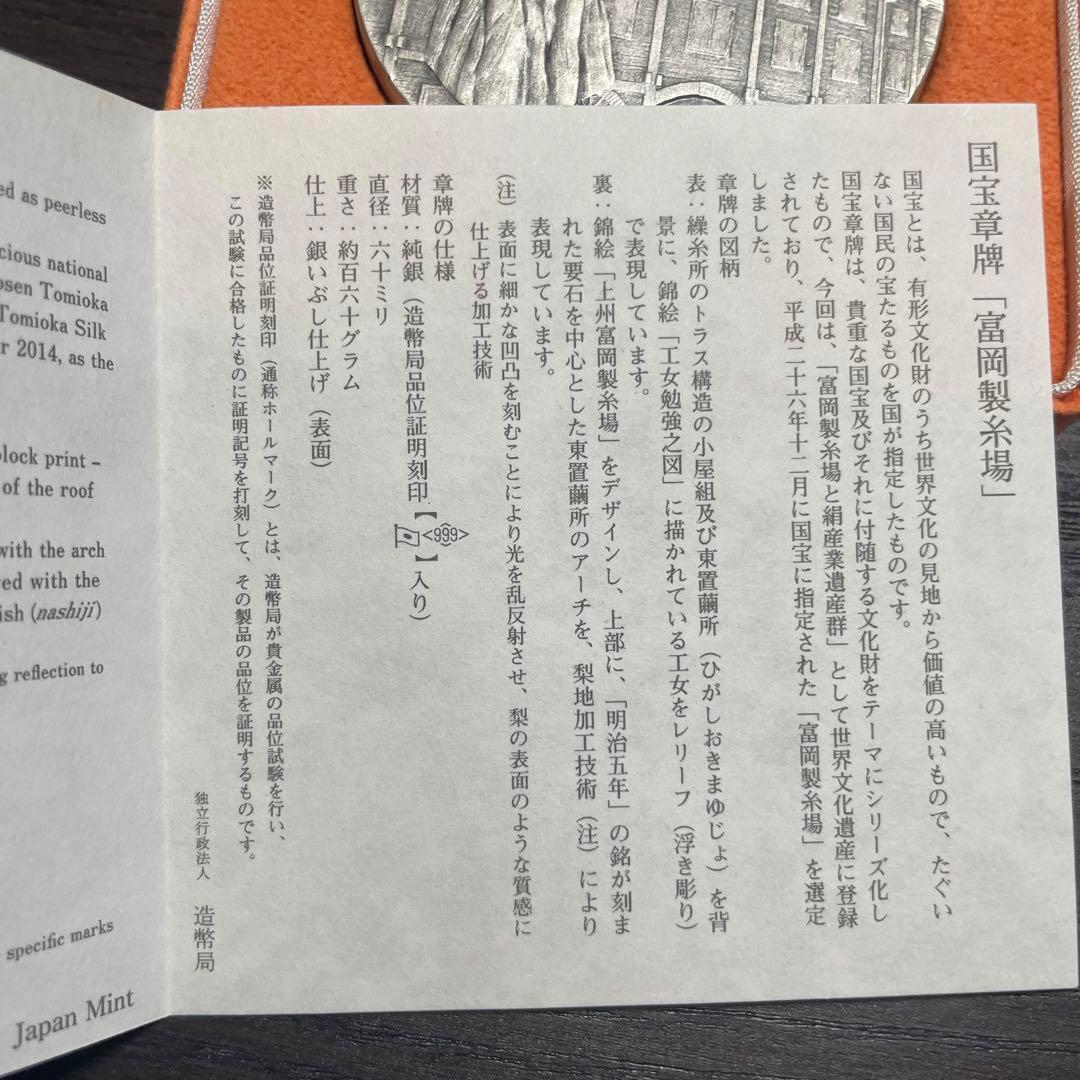 国宝章牌「富岡製糸場」
国宝とは、有形文化財のうち世界文化の見地から価値の高いもので、たぐい
ない国民の宝たるものを国が指定したものです。
国宝章牌は、貴重な国宝及びそれに付随する文化財をテーマにシリーズ化し
たもので、今回は、「富岡製糸場と絹産業遺産群」として世界文化遺産に登録
されており、平成二十六年十二月に国宝に指定された「富岡製糸場」を選定
しました。
章牌の図柄
表：繰糸所のトラス構造の小屋組及び東置繭所（ひがしおきまゆじょ）を背
景に、錦絵「工女勉強之図」に描かれている工女をレリーフ（浮き彫り）
で表現しています。
裏：錦絵「上州富岡製糸場」をデザインし、上部に、「明治五年」の銘が刻ま
れた要石を中心とした東置繭所のアーチを、梨地加工技術（注）により
表現しています。
（注）表面に細かな凹凸を刻むことにより光を乱反射させ、梨の表面のような質感に
仕上げる加工技術
章牌の仕様
材質：純銀（造幣局品位証明刻印【<999>】入り）
直径：六十ミリ
重さ：約百六十グラム
仕上：銀いぶし仕上げ（表面）
※造幣局品位証明刻印（通称ホールマーク）とは、造幣局が貴金属の品位試験を行い、
この試験に合格したものに証明記号を打刻して、その製品の品位を証明するものです。
独立行政法人 造幣局
ed as peerless
cious national
osen Tomioka
Tomioka Silk
r 2014, as the
lock print –
of the roof
with the arch
ed with the
ish (nashiji)
g reflection to
specific marks
Japan Mint